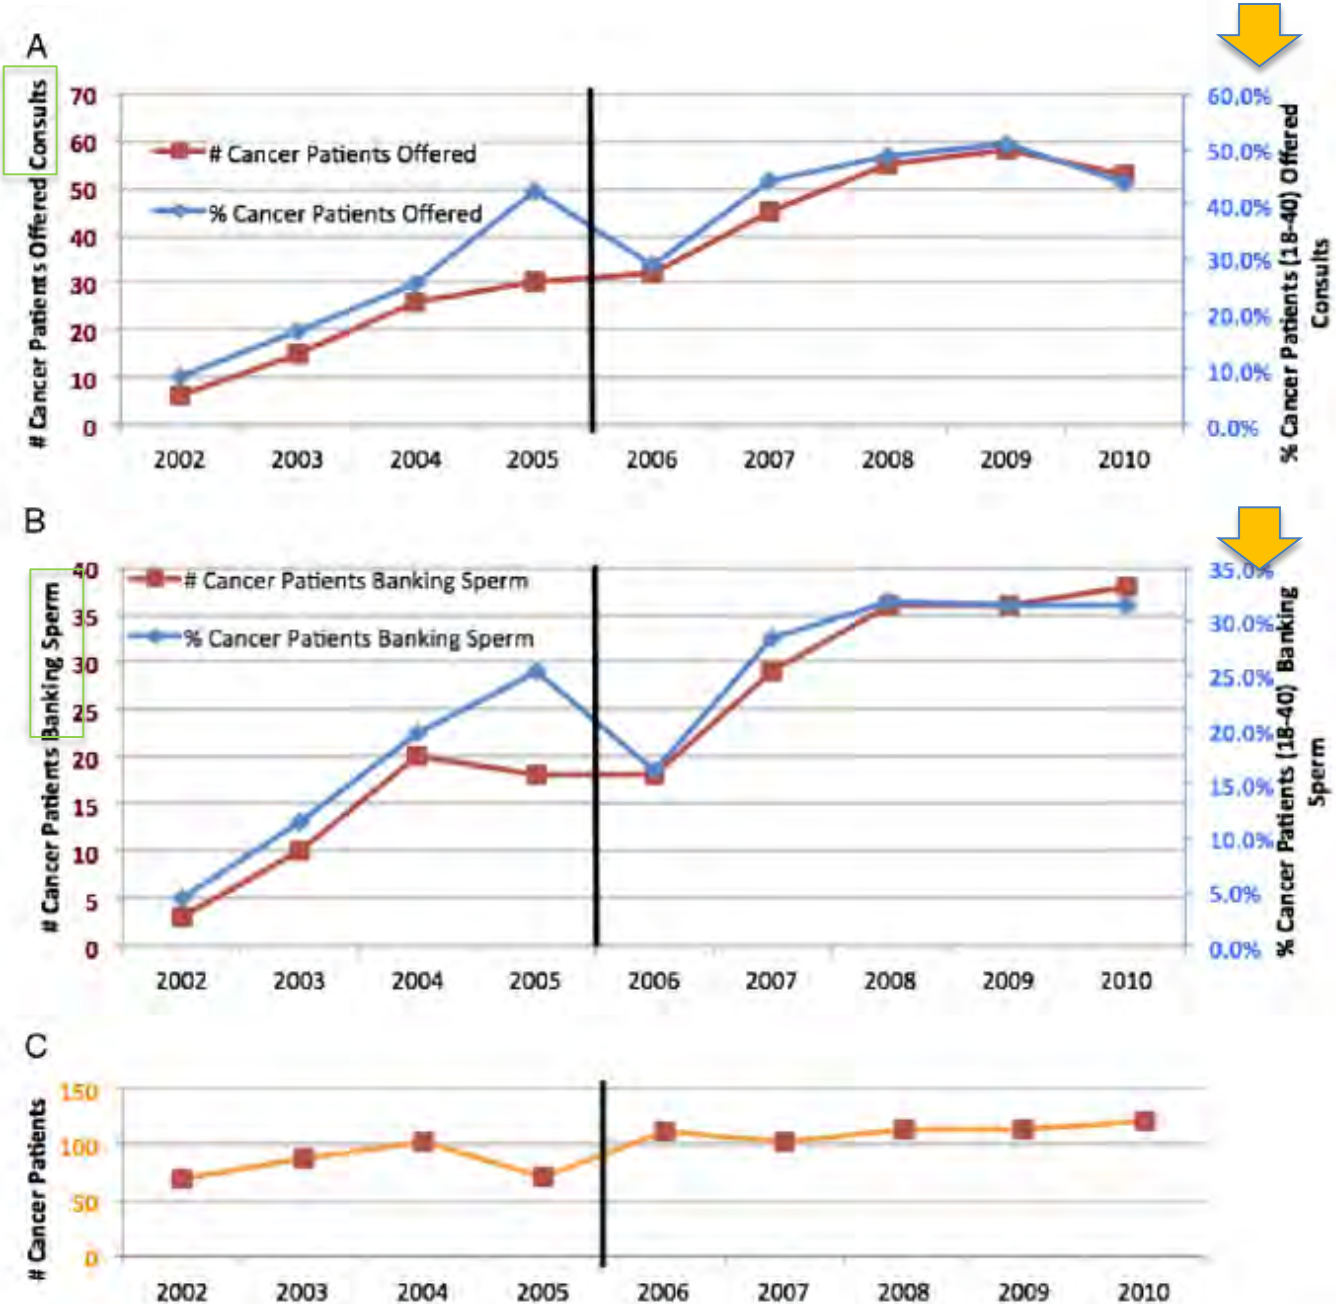 A
# Cancer Patients Offered Consults
70
60
50
40
30
20
10
0
# Cancer Patients Offered
% Cancer Patients Offered
60.0%
50.0%
40.0%
30.0%
20.0%
10.0%
0.0%
% Cancer Patients (18-40) Offered
Consults
2002 2003 2004 2005 2006 2007 2008 2009 2010
B
# Cancer Patients Banking Sperm
40
35
30
25
20
15
10
5
0
# Cancer Patients Banking Sperm
% Cancer Patients Banking Sperm
35.0%
30.0%
25.0%
20.0%
15.0%
10.0%
5.0%
0.0%
% Cancer Patients (18-40) Banking
Sperm
2002 2003 2004 2005 2006 2007 2008 2009 2010
C
# Cancer Patients
150
100
50
0
2002 2003 2004 2005 2006 2007 2008 2009 2010